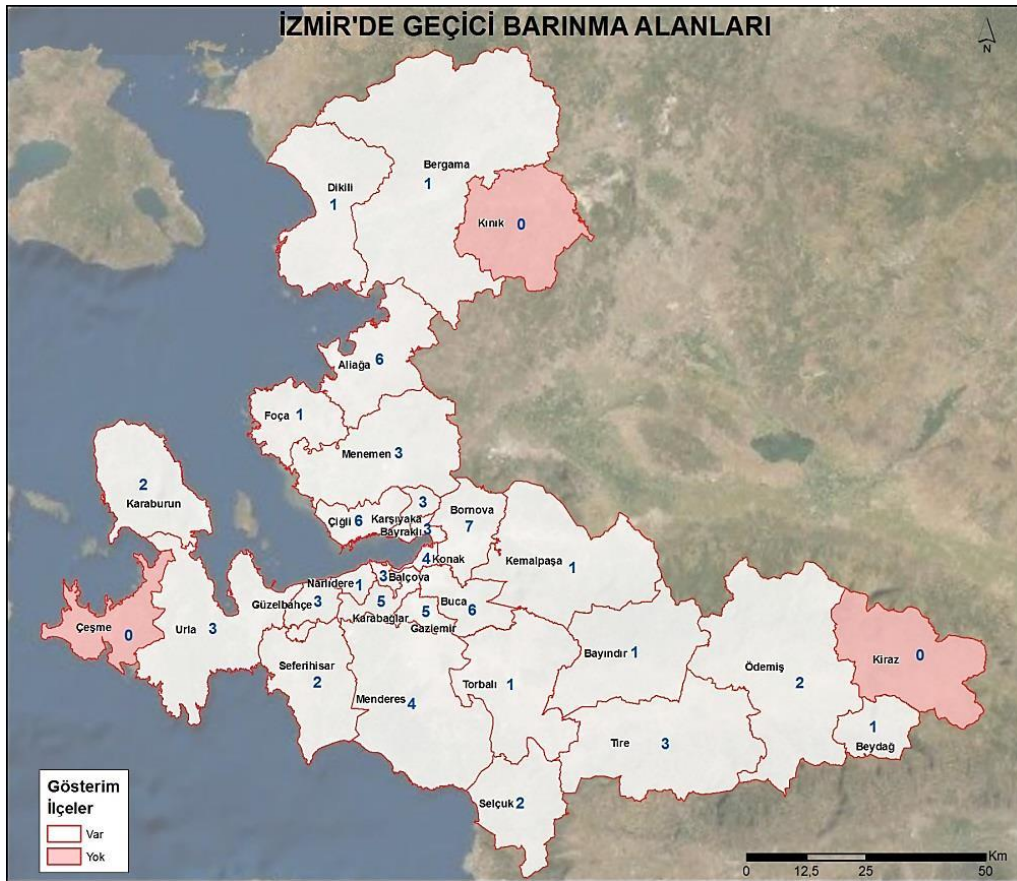 İZMİR'DE GEÇİCİ BARINMA ALANLARI
N
Bergama
1
Dikili
1
Kınık 0
Aliağa 6
Foça 1
Menemen 3
2
Karaburun
3
Çiğli 6
Karşıyaka
Bayraklı 3
Bornova
7
4 Konak
Kemalpaşa
1
Narlıdere 1
3 Balçova
Güzelbahçe 3
5
Karabağlar
5
Gaziemir
Buca
6
Çeşme 0
Urla 3
Seferihisar
2
Menderes 4
Torbalı 1
Bayındır 1
Ödemiş
2
Kiraz 0
1
Beydağ
Tire 3
Selçuk 2
Gösterim
İlçeler
Var
Yok
Km
0 12,5 25 50